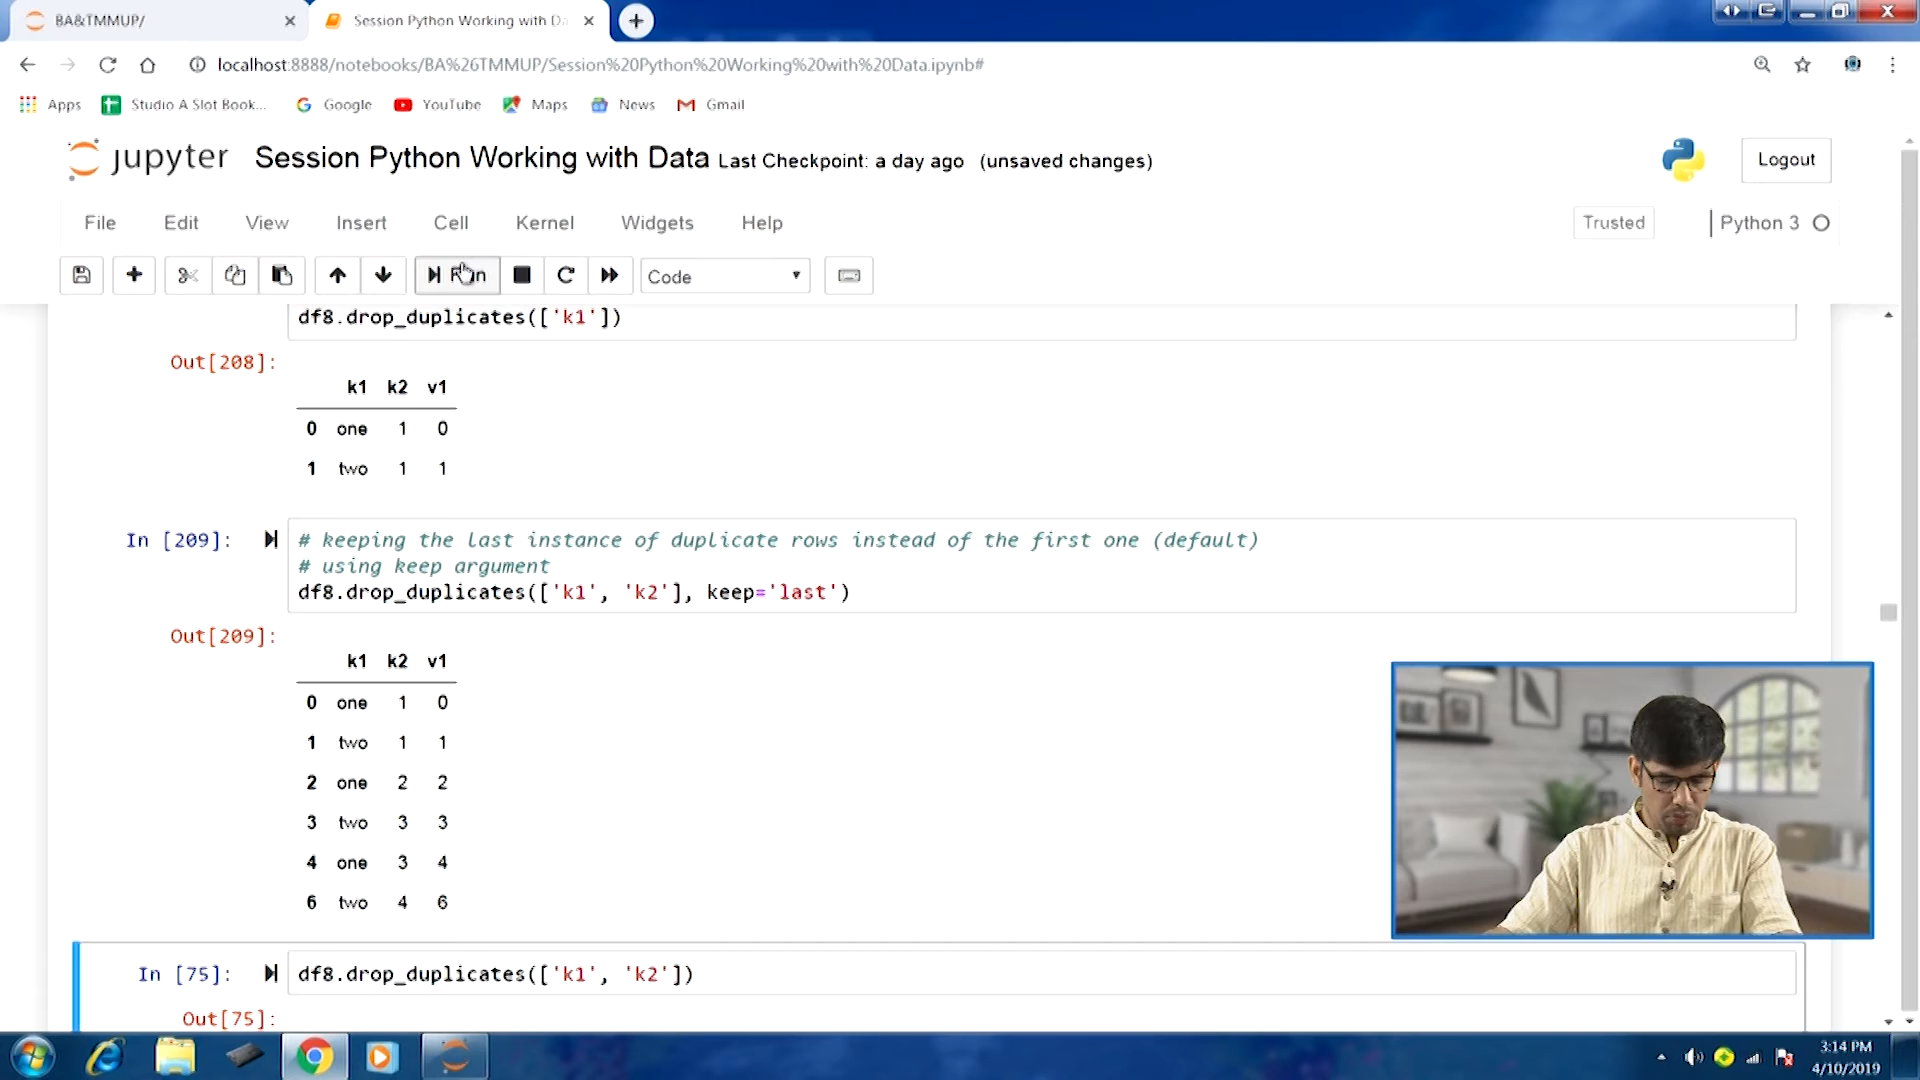 BA&TMMUP/
Session Python Working with Da
localhost:8888/notebooks/BA%26TMMUP/Session%20Python%20Working%20with%20Data.ipynb#
Apps Studio A Slot Book... Google YouTube Maps News Gmail
jupyter Session Python Working with Data Last Checkpoint: a day ago (unsaved changes)
Logout
File Edit View Insert Cell Kernel Widgets Help
Trusted Python 3
Run Code
df8.drop_duplicates(['k1'])
Out[208]:
k1 k2 v1
0 one 1 0
1 two 1 1
In [209]: # keeping the last instance of duplicate rows instead of the first one (default)
# using keep argument
df8.drop_duplicates(['k1', 'k2'], keep='last')
Out[209]:
k1 k2 v1
0 one 1 0
1 two 1 1
2 one 2 2
3 two 3 3
4 one 3 4
6 two 4 6
In [75]: df8.drop_duplicates(['k1', 'k2'])
Out[75]:
3:14 PM
4/10/2019